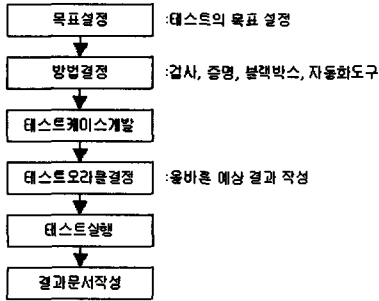 목표설정 :테스트의 목표 설정
방법결정 :검사, 증명, 블랙박스, 자동화도구
테스트케이스개발
테스트오라클결정 :올바른 예상 결과 작성
테스트실행
결과문서작성